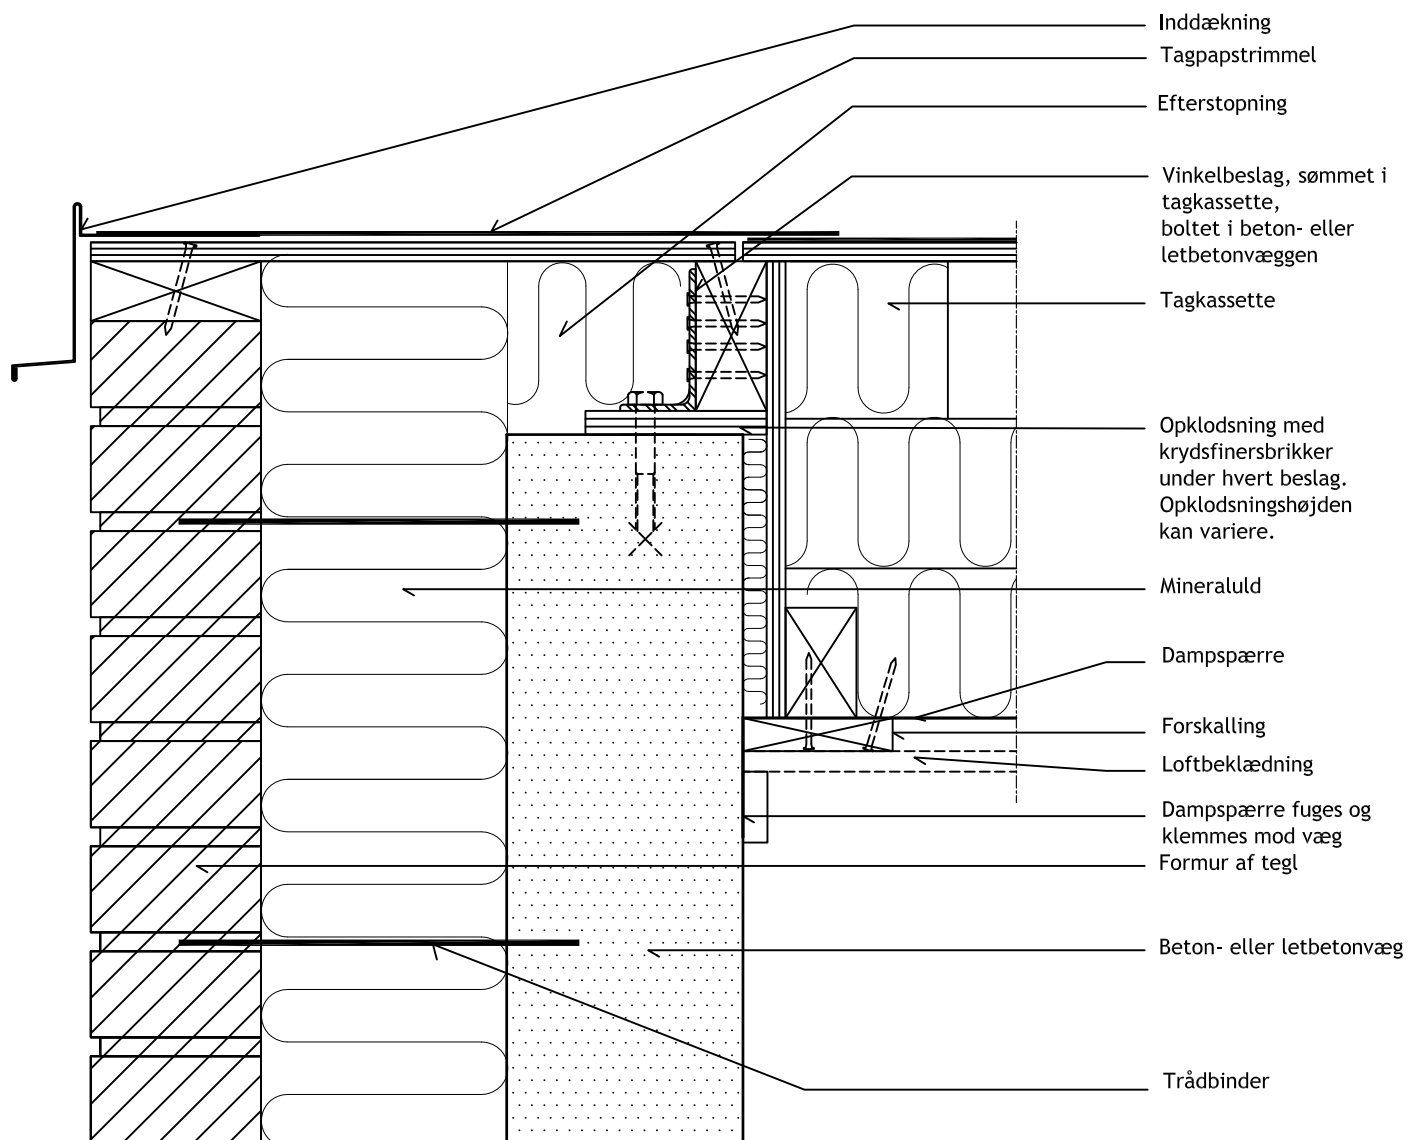 Inddækning
Tagpapstrimmel
Efterstopning
Vinkelbeslag, sømmet i
tagkassette,
boltet i beton- eller
letbetonvæggen
Tagkassette
Opklodsning med
krydsfinersbrikker
under hvert beslag.
Opklodsningshøjden
kan variere.
Mineraluld
Dampspærre
Forskalling
Loftbeklædning
Dampspærre fuges og
klemmes mod væg
Formur af tegl
Beton- eller letbetonvæg
Trådbinder